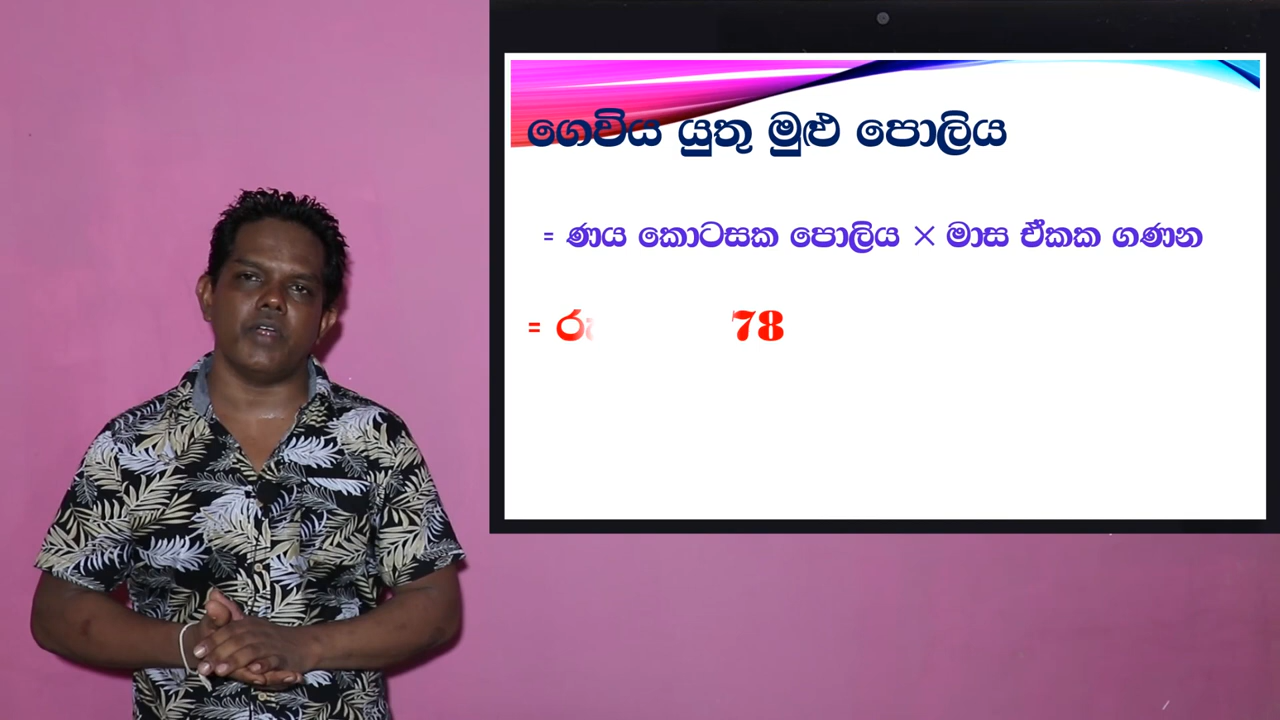 ගෙවිය යුතු මුළු පොලිය
= ණය කොටසක පොලිය × මාස ඒකක ගණන
= 78